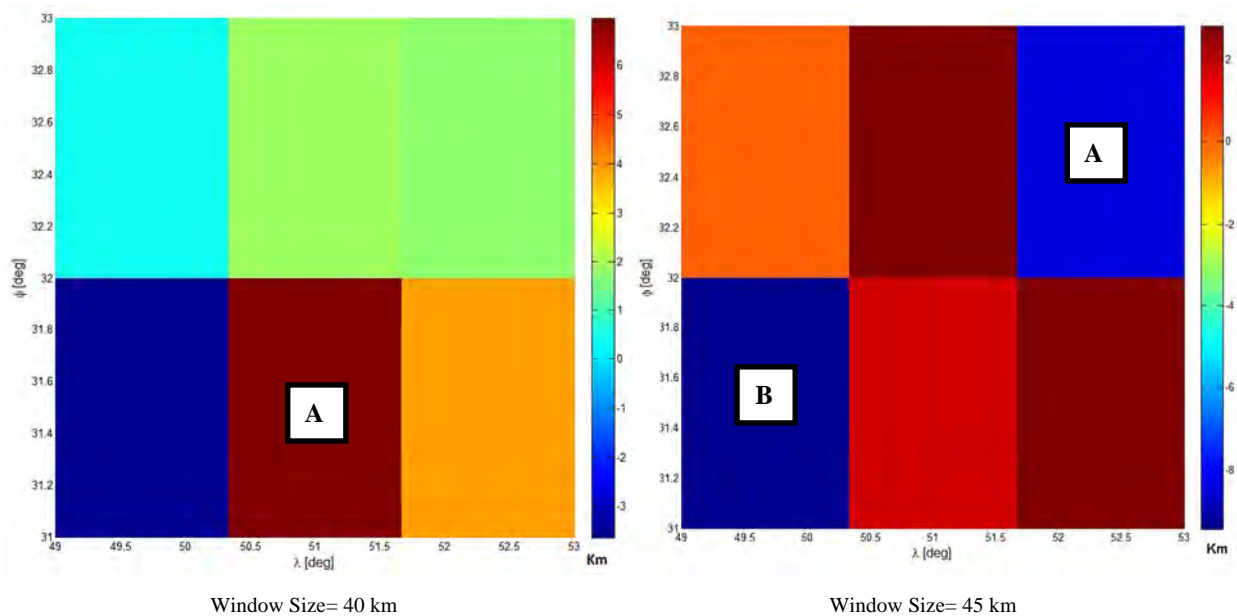 33
32.8
32.6
32.4
32.2
32
31.8
31.6
31.4
31.2
31
ϕ [deg]
49 49.5 50 50.5 51 51.5 52 52.5 53
λ [deg]
A
6
5
4
3
2
1
0
-1
-2
-3
Km
Window Size= 40 km
33
32.8
32.6
32.4
32.2
32
31.8
31.6
31.4
31.2
31
ϕ [deg]
49 49.5 50 50.5 51 51.5 52 52.5 53
λ [deg]
A
B
2
0
-2
-4
-6
-8
Km
Window Size= 45 km